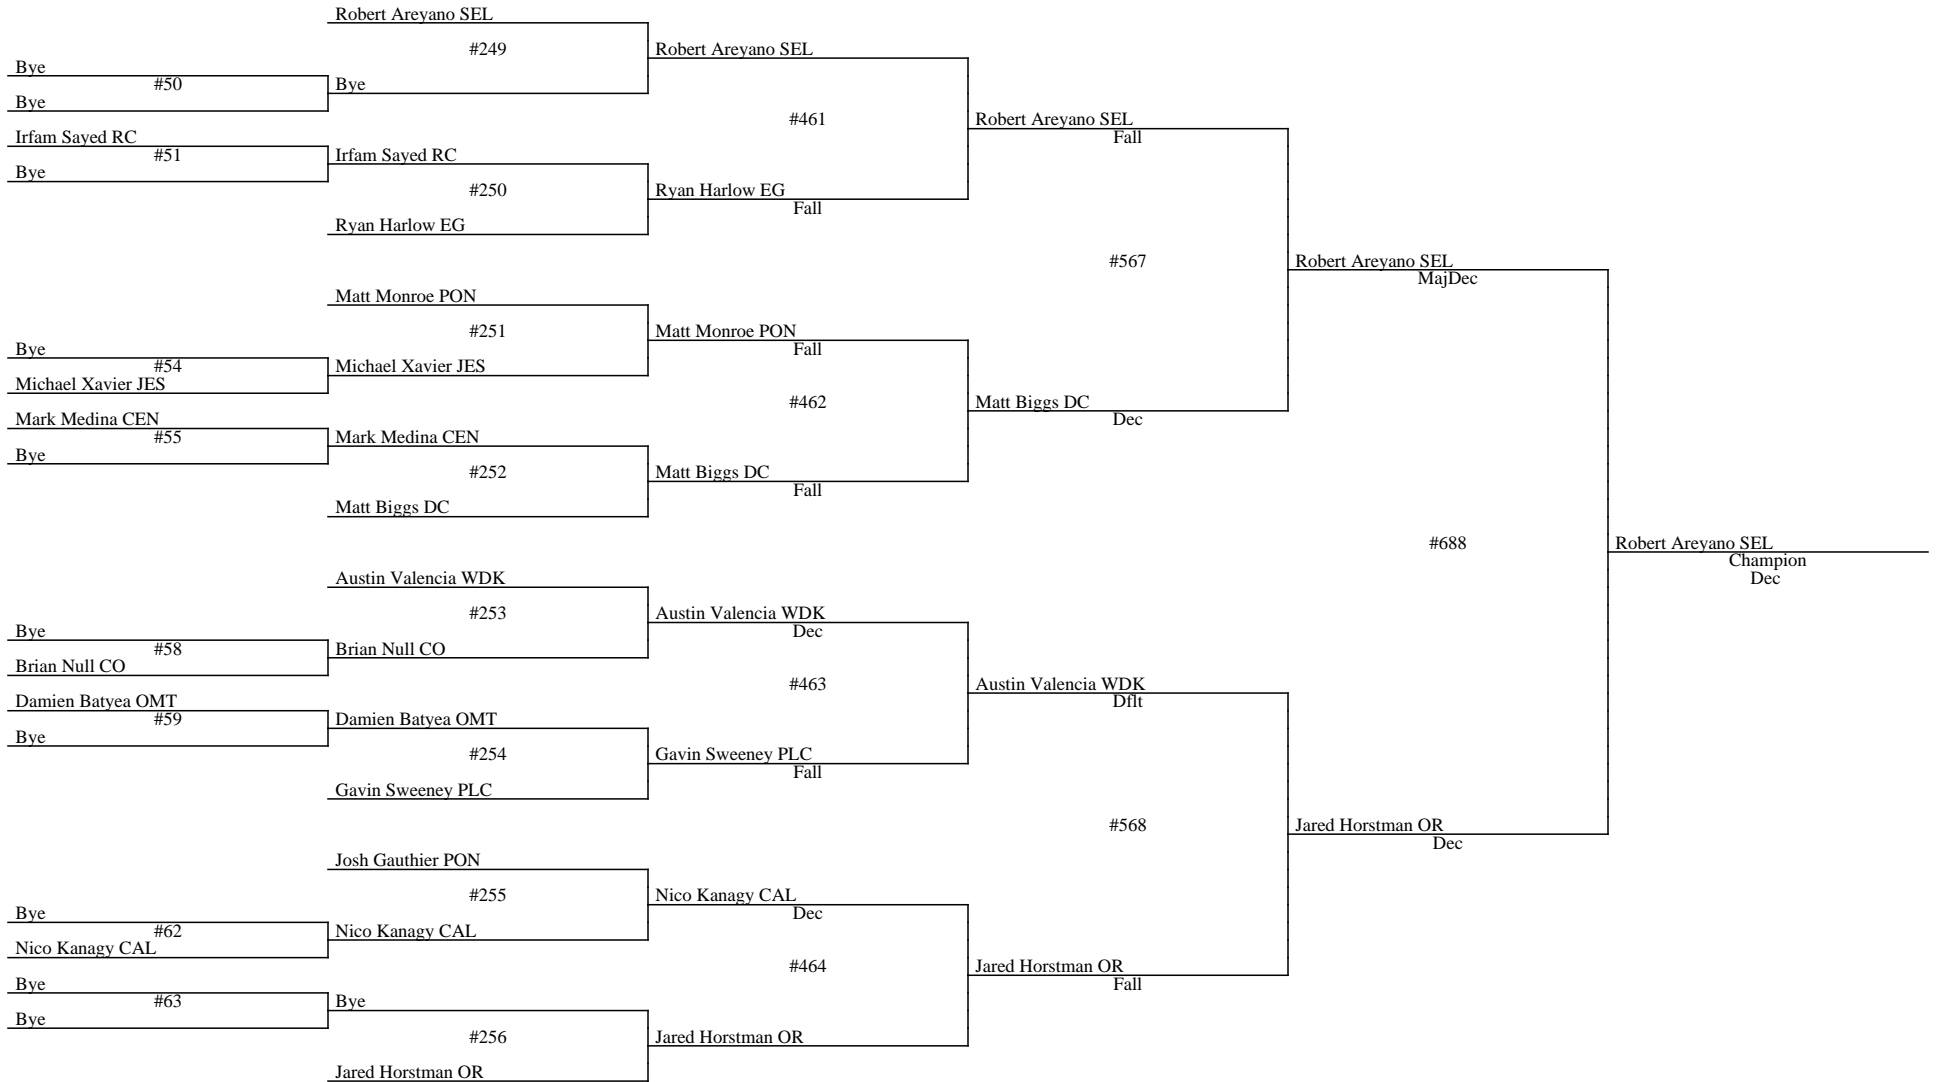 Robert Areyano SEL
#249
Robert Areyano SEL
Bye
#50
Bye
Bye
Irfam Sayed RC
#51
Irfam Sayed RC
Bye
#250
Ryan Harlow EG
Fall
Ryan Harlow EG
#461
Robert Areyano SEL
Fall
Matt Monroe PON
#251
Matt Monroe PON
Fall
Bye
#54
Michael Xavier JES
Michael Xavier JES
Mark Medina CEN
#55
Mark Medina CEN
Bye
#252
Matt Biggs DC
Fall
Matt Biggs DC
#462
Matt Biggs DC
Dec
#567
Robert Areyano SEL
MajDec
Austin Valencia WDK
#253
Austin Valencia WDK
Dec
Bye
#58
Brian Null CO
Brian Null CO
Damien Batyea OMT
#59
Damien Batyea OMT
Bye
#254
Gavin Sweeney PLC
Fall
Gavin Sweeney PLC
#463
Austin Valencia WDK
Dflt
Josh Gauthier PON
#255
Nico Kanagy CAL
Dec
Bye
#62
Nico Kanagy CAL
Nico Kanagy CAL
Bye
#63
Bye
Bye
#256
Jared Horstman OR
Jared Horstman OR
#464
Jared Horstman OR
Fall
#568
Jared Horstman OR
Dec
#688
Robert Areyano SEL
Champion
Dec